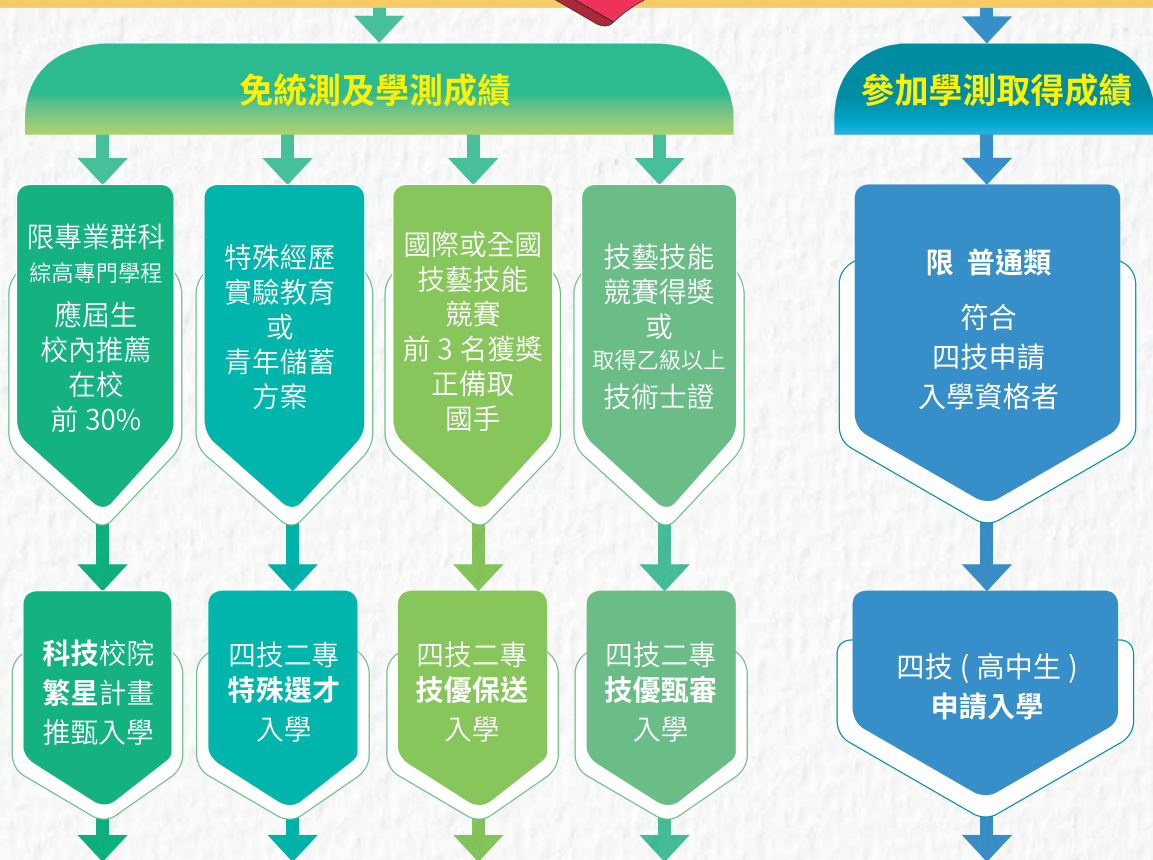 免統測及學測成績
參加學測取得成績
限專業群科
綜高專門學程
應屆生
校內推薦
在校
前 30%
特殊經歷
實驗教育
或
青年儲蓄
方案
國際或全國
技藝技能
競賽
前 3 名獲獎
正備取
國手
技藝技能
競賽得獎
或
取得乙級以上
技術士證
限 普通類
符合
四技申請
入學資格者
科技校院
繁星計畫
推甄入學
四技二專
特殊選才
入學
四技二專
技優保送
入學
四技二專
技優甄審
入學
四技 ( 高中生 )
申請入學